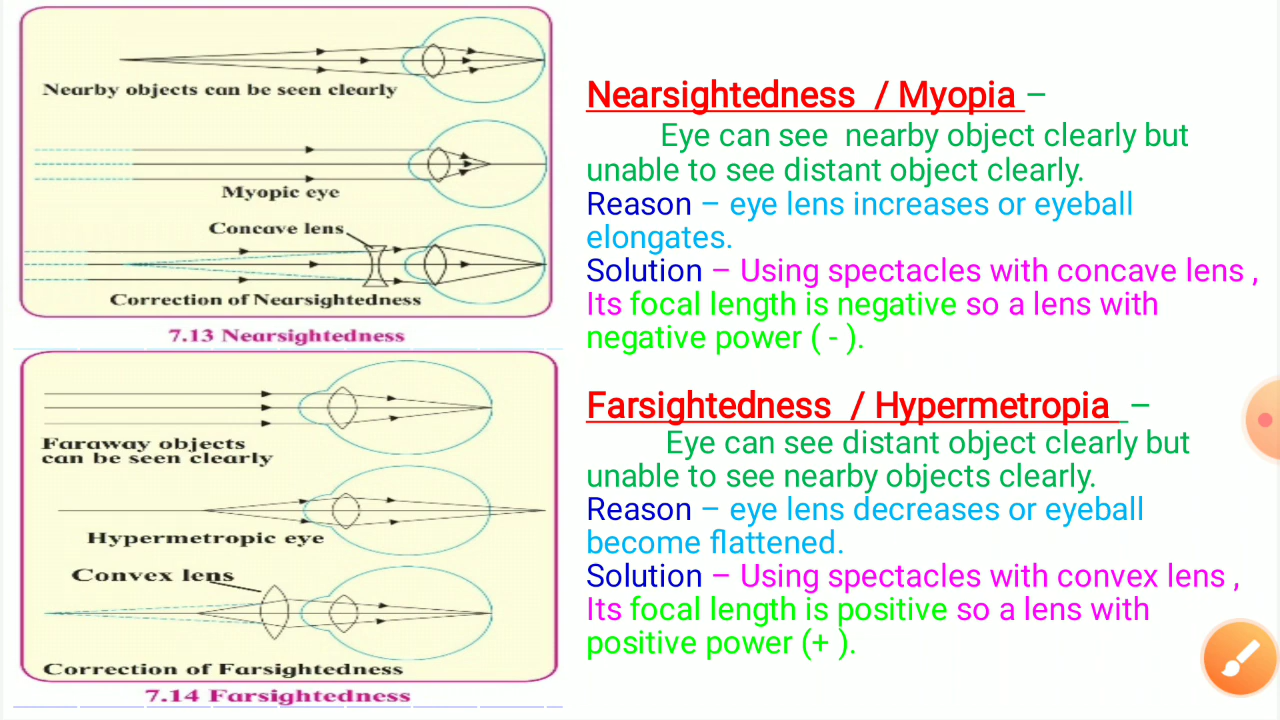 Nearby objects can be seen clearly
Myopic eye
Concave lens
Correction of Nearsightedness
7.13 Nearsightedness
Faraway objects
can be seen clearly
Hypermetropic eye
Convex lens
Correction of Farsightedness
7.14 Farsightedness
Nearsightedness / Myopia –
Eye can see nearby object clearly but
unable to see distant object clearly.
Reason – eye lens increases or eyeball
elongates.
Solution – Using spectacles with concave lens ,
Its focal length is negative so a lens with
negative power ( - ).
Farsightedness / Hypermetropia –
Eye can see distant object clearly but
unable to see nearby objects clearly.
Reason – eye lens decreases or eyeball
become flattened.
Solution – Using spectacles with convex lens ,
Its focal length is positive so a lens with
positive power (+ ).